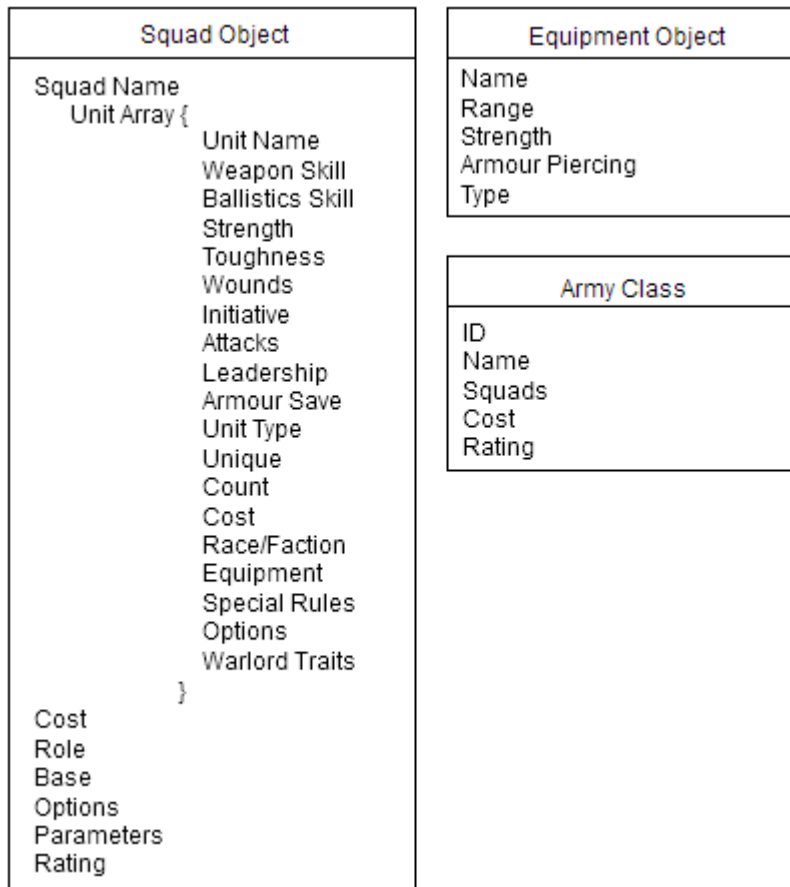 Squad Object
Squad Name
Unit Array {
Unit Name
Weapon Skill
Ballistics Skill
Strength
Toughness
Wounds
Initiative
Attacks
Leadership
Armour Save
Unit Type
Unique
Count
Cost
Race/Faction
Equipment
Special Rules
Options
Warlord Traits
}
Cost
Role
Base
Options
Parameters
Rating
Equipment Object
Name
Range
Strength
Armour Piercing
Type
Army Class
ID
Name
Squads
Cost
Rating